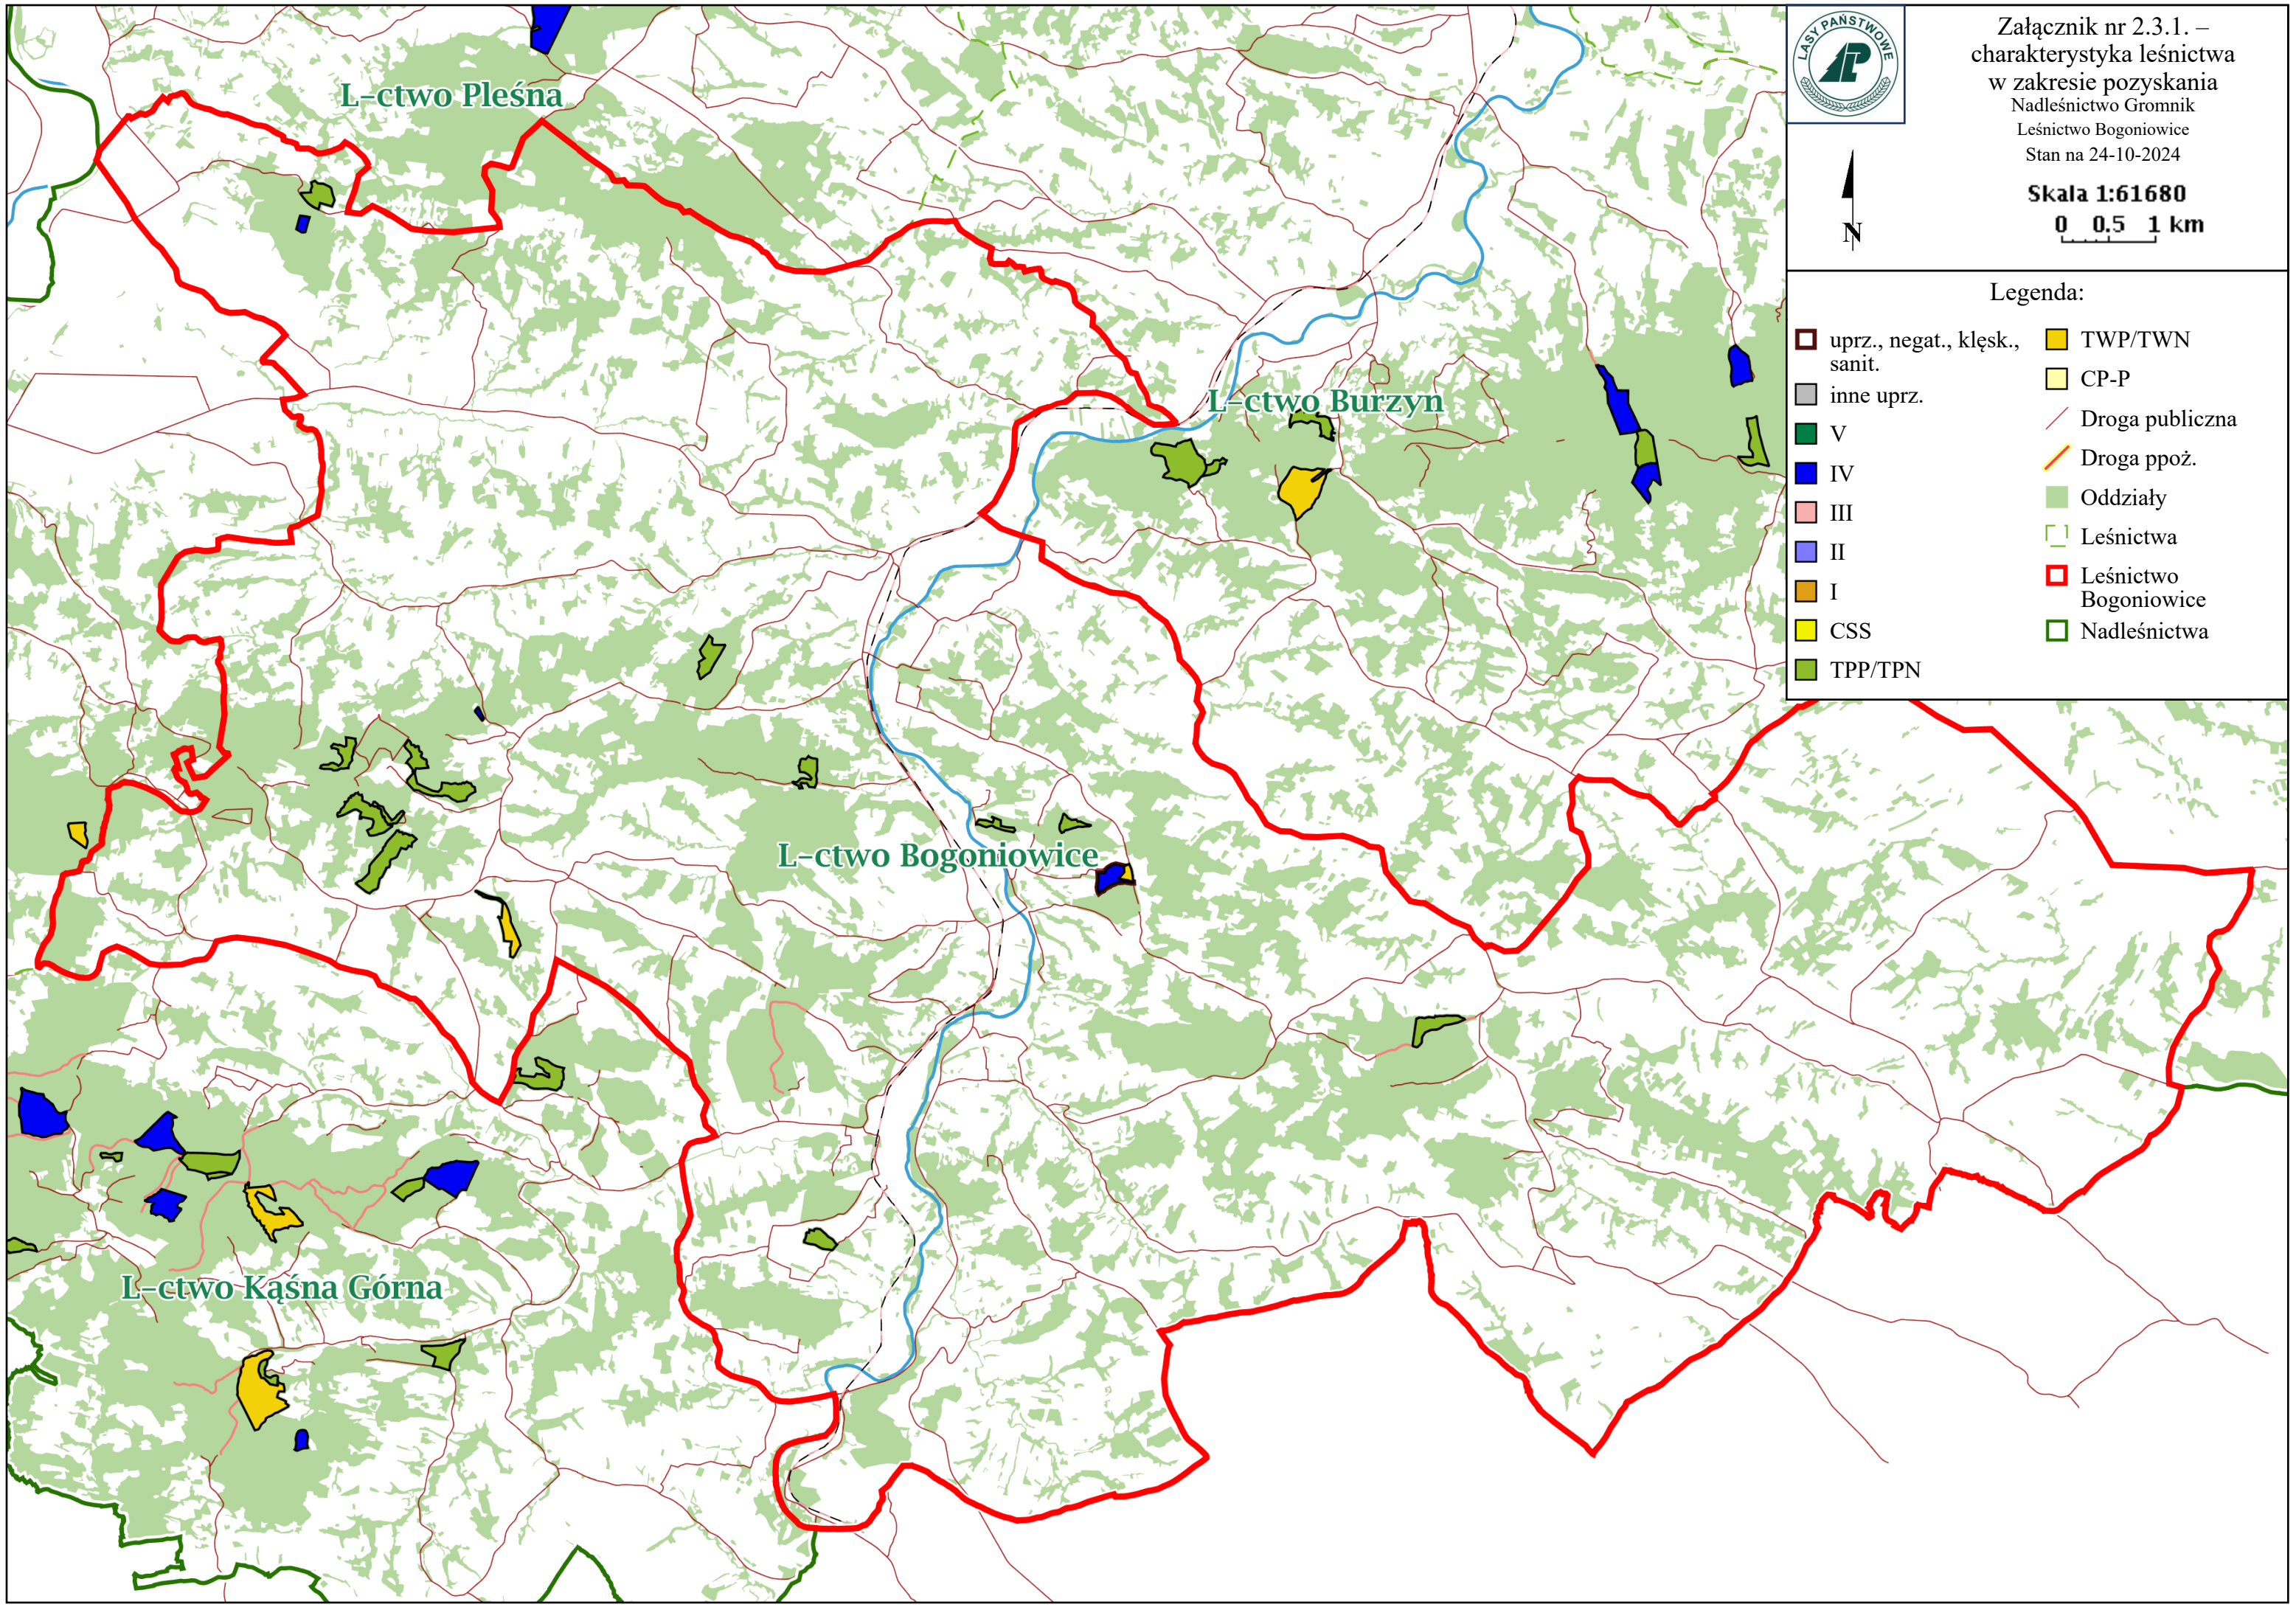 LASY PAŃSTWOWE
Załącznik nr 2.3.1. –
charakterystyka leśnictwa
w zakresie pozyskania
Nadleśnictwo Gromnik
Leśnictwo Bogoniowice
Stan na 24-10-2024
Skala 1:61680
0 0.5 1 km
N
Legenda:
uprz., negat., klęsk.,
sanit.
inne uprz.
V
IV
III
II
I
CSS
TPP/TPN
TWP/TWN
CP-P
Droga publiczna
Droga ppoż.
Oddziały
Leśnictwa
Leśnictwo
Bogoniowice
Nadleśnictwa
L-ctwo Pleśna
L-ctwo Burzyn
L-ctwo Bogoniowice
L-ctwo Kąśna Górna